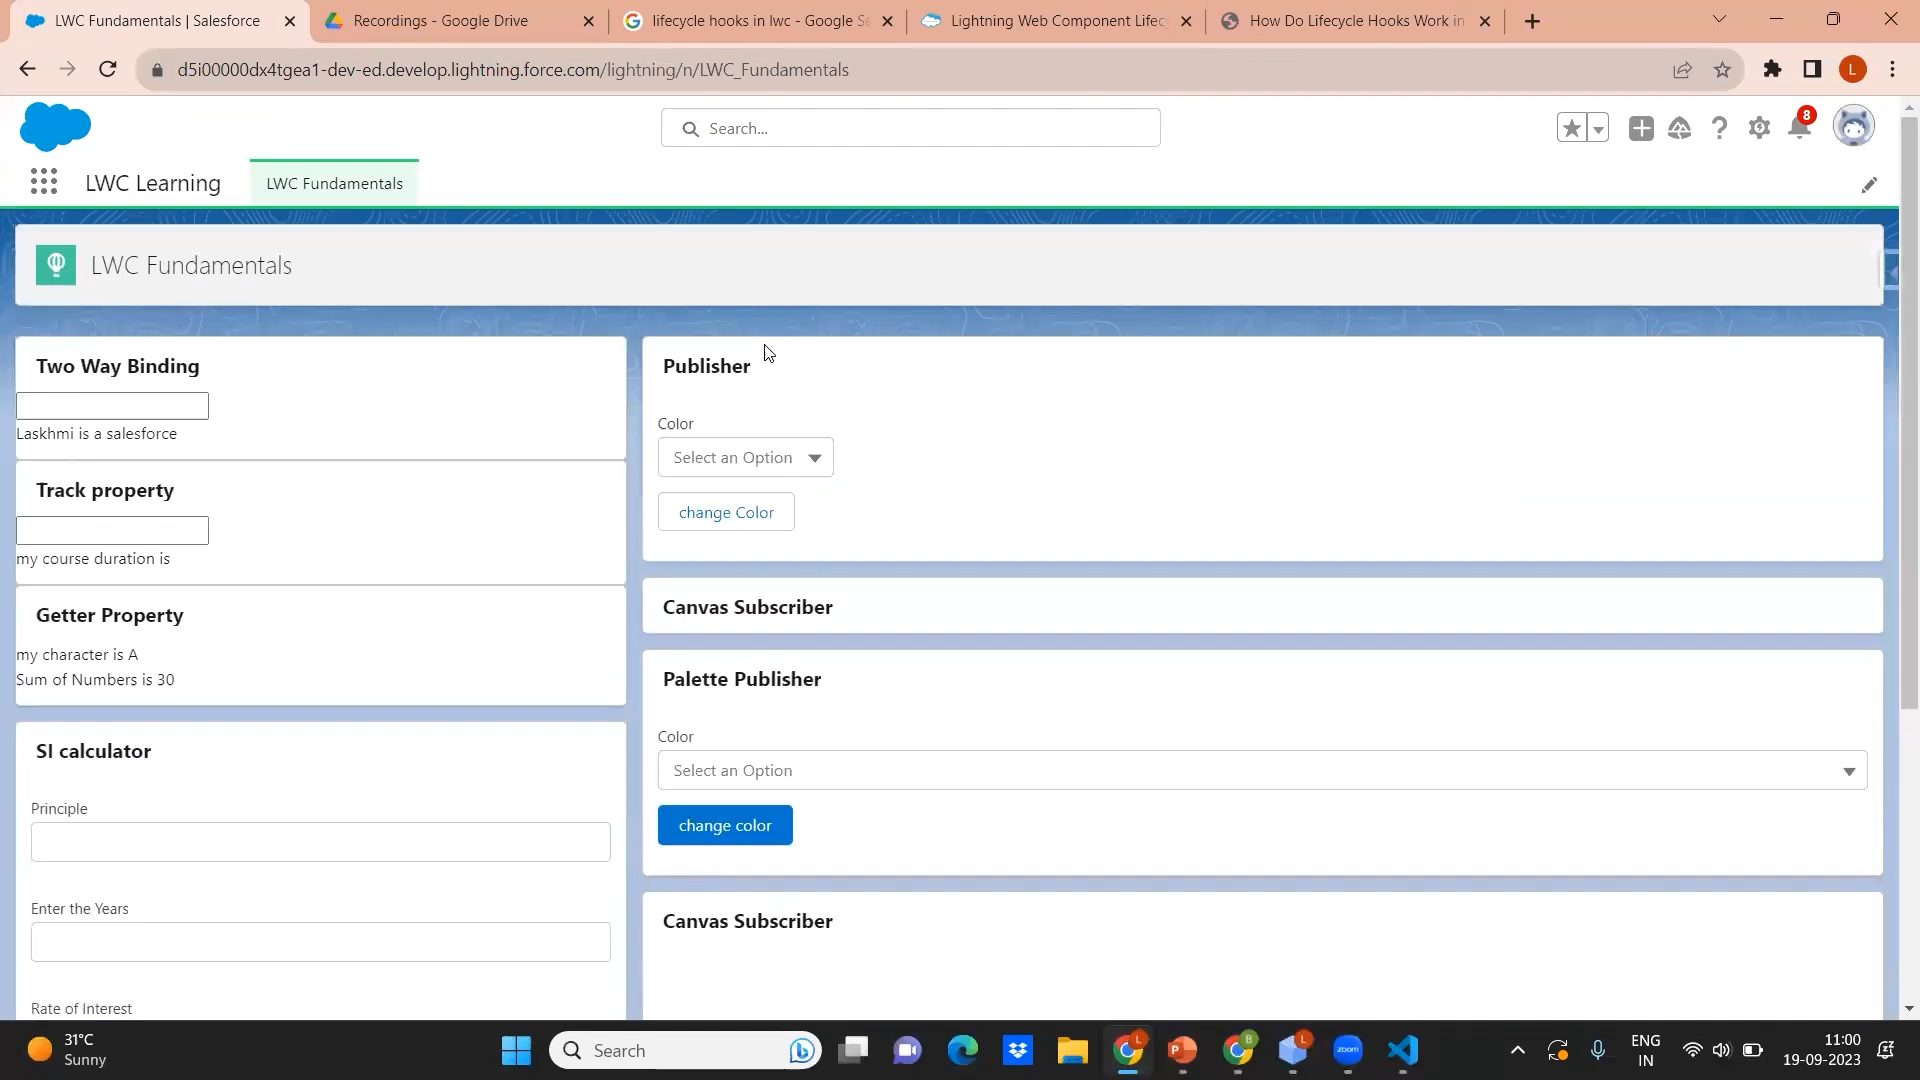 LWC Fundamentals | Salesforce
Recordings - Google Drive
lifecycle hooks in lwc - Google Se
Lightning Web Component Lifec
How Do Lifecycle Hooks Work in
d5i00000dx4tgea1-dev-ed.develop.lightning.force.com/lightning/n/LWC_Fundamentals
L
Search...
8
LWC Learning
LWC Fundamentals
LWC Fundamentals
Two Way Binding
Laskhmi is a salesforce
Track property
my course duration is
Getter Property
my character is A
Sum of Numbers is 30
SI calculator
Principle
Enter the Years
Rate of Interest
Publisher
Color
Select an Option
change Color
Canvas Subscriber
Palette Publisher
Color
Select an Option
change color
Canvas Subscriber
31°C
Sunny
Search
L
B
L
zoom
ENG
IN
11:00
19-09-2023